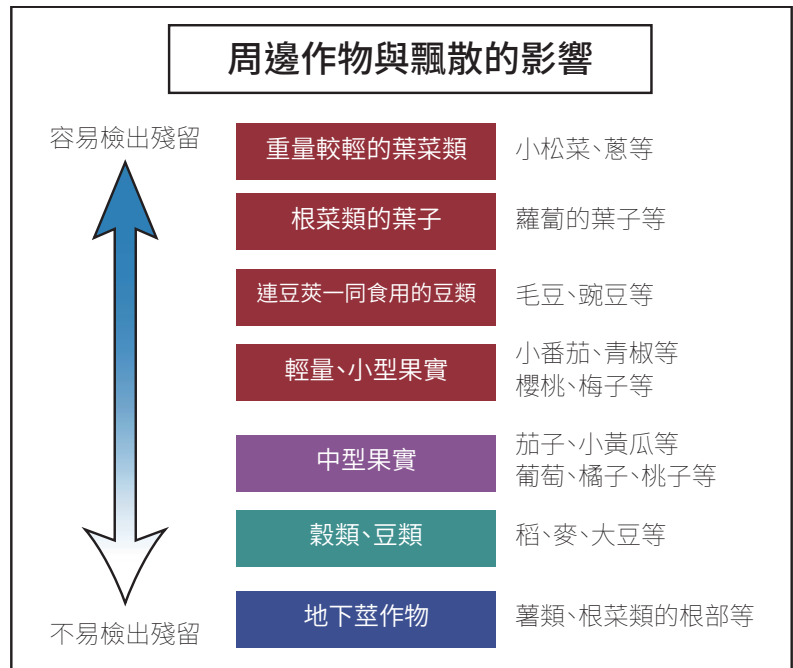 周邊作物與飄散的影響
容易檢出殘留
重量較輕的葉菜類
小松菜、蔥等
根菜類的葉子
蘿蔔的葉子等
連豆莢一同食用的豆類
毛豆、豌豆等
輕量、小型果實
小番茄、青椒等
櫻桃、梅子等
中型果實
茄子、小黃瓜等
葡萄、橘子、桃子等
穀類、豆類
稻、麥、大豆等
地下莖作物
薯類、根菜類的根部等
不易檢出殘留